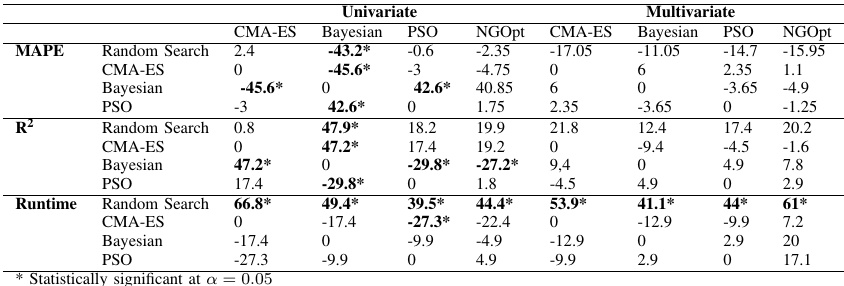 Univariate Multivariate
CMA-ES Bayesian PSO NGOpt CMA-ES Bayesian PSO NGOpt
MAPE Random Search 2.4 -43.2* -0.6 -2.35 -17.05 -11.05 -14.7 -15.95
CMA-ES 0 -45.6* -3 -4.75 0 6 2.35 1.1
Bayesian -45.6* 0 42.6* 40.85 6 0 -3.65 -4.9
PSO -3 42.6* 0 1.75 2.35 -3.65 0 -1.25
R² Random Search 0.8 47.9* 18.2 19.9 21.8 12.4 17.4 20.2
CMA-ES 0 47.2* 17.4 19.2 0 -9.4 -4.5 -1.6
Bayesian 47.2* 0 -29.8* -27.2* 9,4 0 4.9 7.8
PSO 17.4 -29.8* 0 1.8 -4.5 4.9 0 2.9
Runtime Random Search 66.8* 49.4* 39.5* 44.4* 53.9* 41.1* 44* 61*
CMA-ES 0 -17.4 -27.3* -22.4 0 -12.9 -9.9 7.2
Bayesian -17.4 0 -9.9 -4.9 -12.9 0 2.9 20
PSO -27.3 -9.9 0 4.9 -9.9 2.9 0 17.1
* Statistically significant at α = 0.05